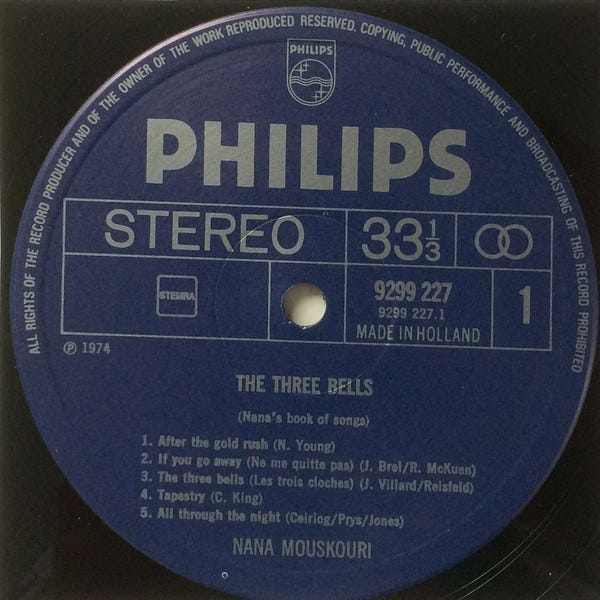 ALL RIGHTS OF THE RECORD PRODUCER AND OF THE OWNER OF THE WORK REPRODUCED RESERVED. COPYING, PUBLIC PERFORMANCE AND BROADCASTING OF THIS RECORD PROHIBITED
PHILIPS
PHILIPS
STEREO 33 1/3
STEMRA 9299 227 1
9299 227.1
MADE IN HOLLAND
℗ 1974
THE THREE BELLS
(Nana's book of songs)
1. After the gold rush (N. Young)
2. If you go away (Ne me quitte pas) (J. Brel/R. McKuen)
3. The three bells (Les trois cloches) (J. Villard/Reisfeld)
4. Tapestry (C. King)
5. All through the night (Ceiriog/Prys/Jones)
NANA MOUSKOURI